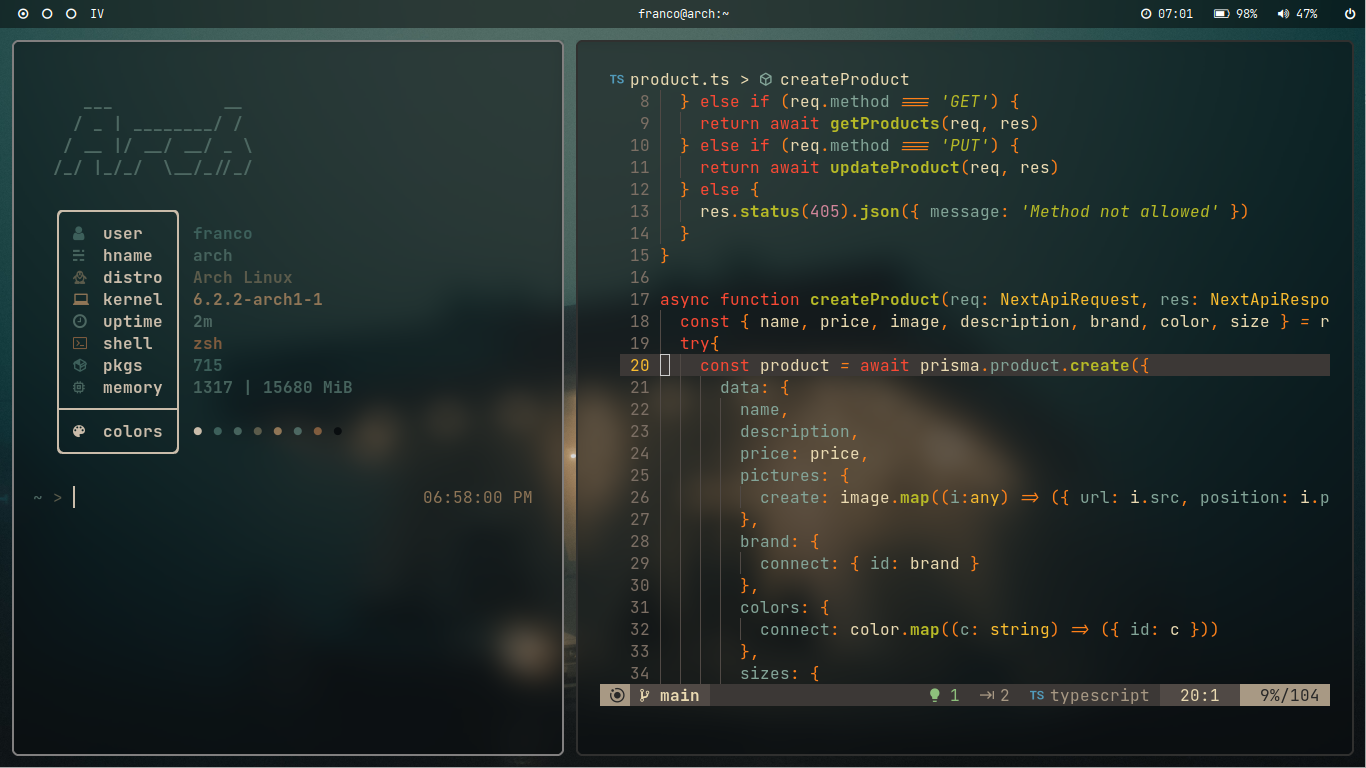 IV
franco@arch:~
07:01 98% 47%
user franco
hname arch
distro Arch Linux
kernel 6.2.2-arch1-1
uptime 2m
shell zsh
pkgs 715
memory 1317 | 15680 MiB
colors
~ > 06:58:00 PM
TS product.ts > createProduct
8 } else if (req.method === 'GET') {
9 return await getProducts(req, res)
10 } else if (req.method === 'PUT') {
11 return await updateProduct(req, res)
12 } else {
13 res.status(405).json({ message: 'Method not allowed' })
14 }
15 }
16
17 async function createProduct(req: NextApiRequest, res: NextApiRespo
18 const { name, price, image, description, brand, color, size } = r
19 try{
20 const product = await prisma.product.create({
21 data: {
22 name,
23 description,
24 price: price,
25 pictures: {
26 create: image.map((i:any) => ({ url: i.src, position: i.p
27 },
28 brand: {
29 connect: { id: brand }
30 },
31 colors: {
32 connect: color.map((c: string) => ({ id: c }))
33 },
34 sizes: {
main 1 2 TS typescript 20:1 9%/104